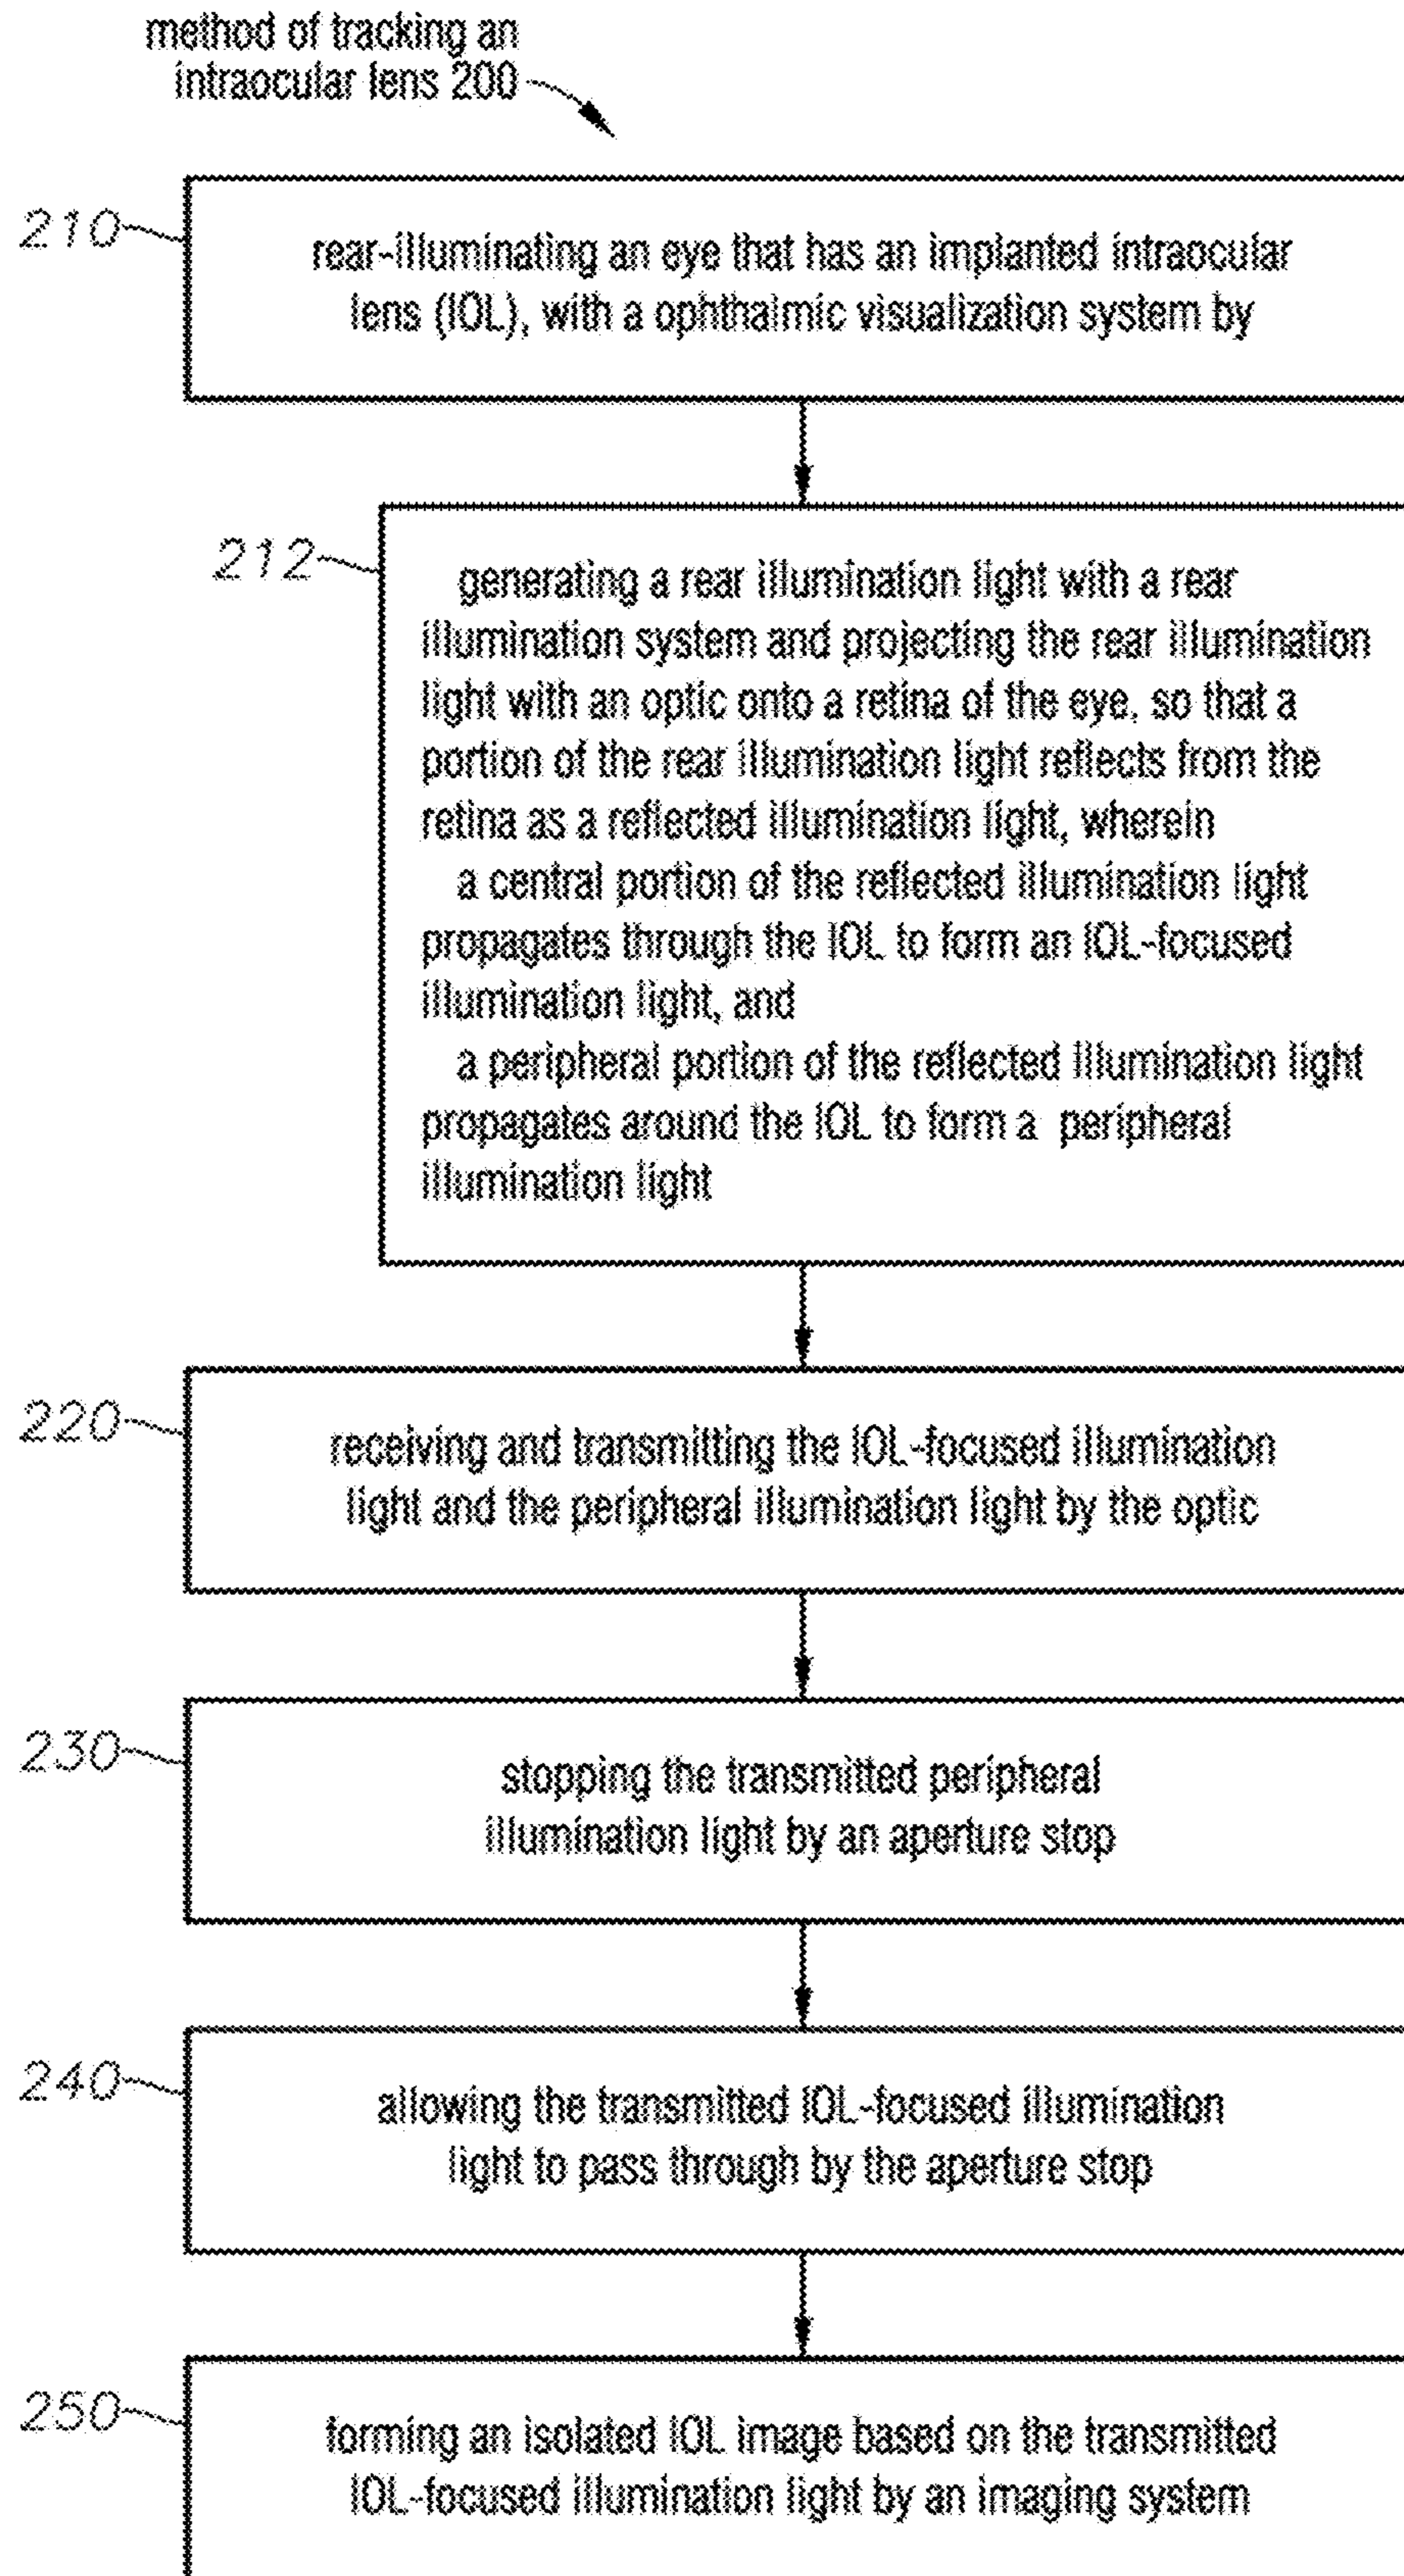 method of tracking an
intraocular lens 200
210
rear-illuminating an eye that has an implanted intraocular
lens (IOL), with a ophthalmic visualization system by
212
generating a rear illumination light with a rear
illumination system and projecting the rear illumination
light with an optic onto a retina of the eye, so that a
portion of the rear illumination light reflects from the
retina as a reflected illumination light, wherein
a central portion of the reflected illumination light
propagates through the IOL to form an IOL-focused
illumination light, and
a peripheral portion of the reflected illumination light
propagates around the IOL to form a peripheral
illumination light
220
receiving and transmitting the IOL-focused illumination
light and the peripheral illumination light by the optic
230
stopping the transmitted peripheral
illumination light by an aperture stop
240
allowing the transmitted IOL-focused illumination
light to pass through by the aperture stop
250
forming an isolated IOL image based on the transmitted
IOL-focused illumination light by an imaging system